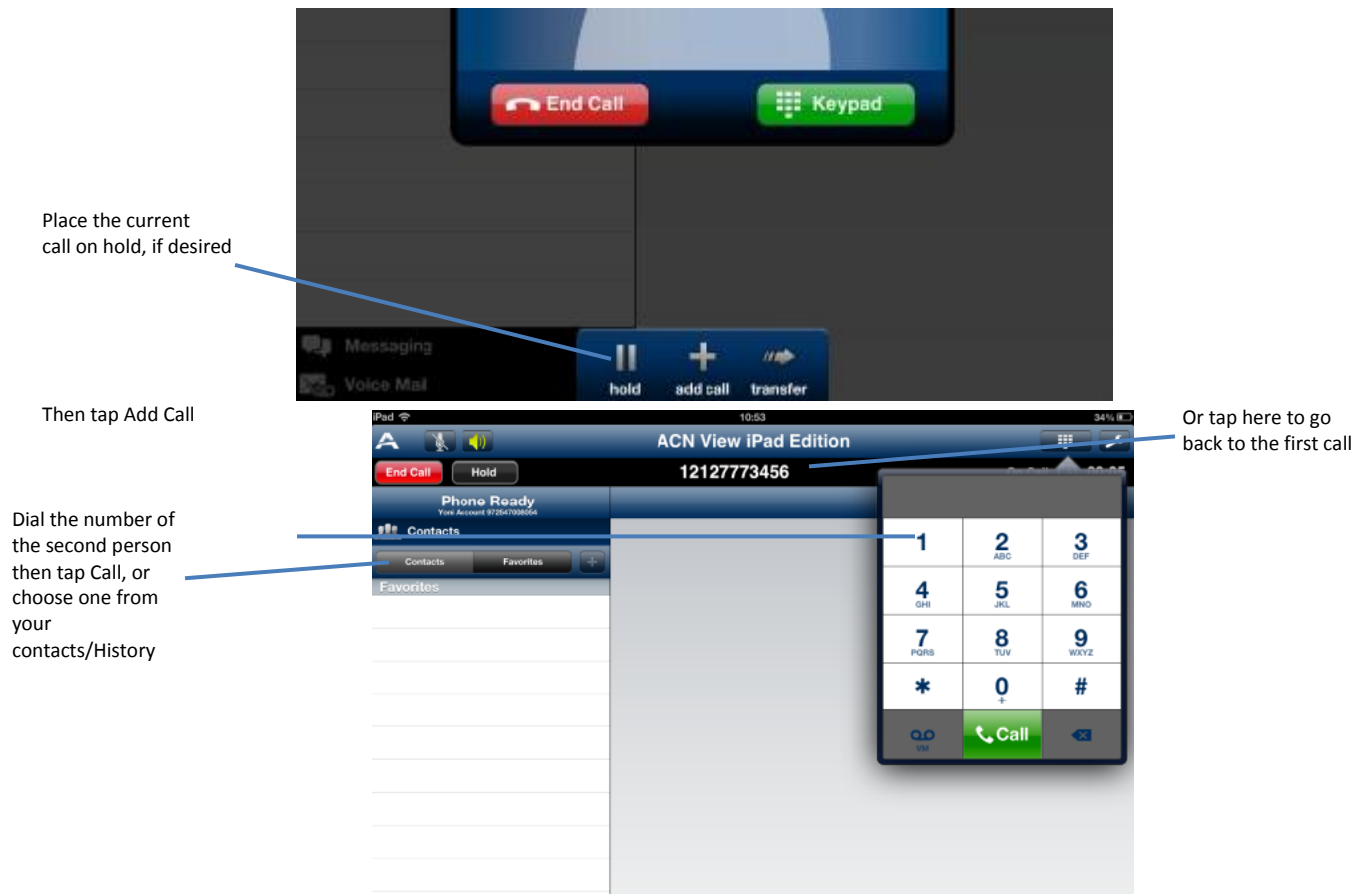 End Call
Keypad
Place the current
call on hold, if desired
Messaging
Voice Mail
hold add call transfer
Then tap Add Call
iPad 10:53 34%
ACN View iPad Edition
Or tap here to go
back to the first call
End Call Hold 12127773456
Phone Ready
Yoni Account 972547008054
Contacts
Contacts Favorites +
Favorites
Dial the number of
the second person
then tap Call, or
choose one from
your
contacts/History
1 2 ABC 3 DEF
4 GHI 5 JKL 6 MNO
7 PQRS 8 TUV 9 WXYZ
* 0 + #
VM Call